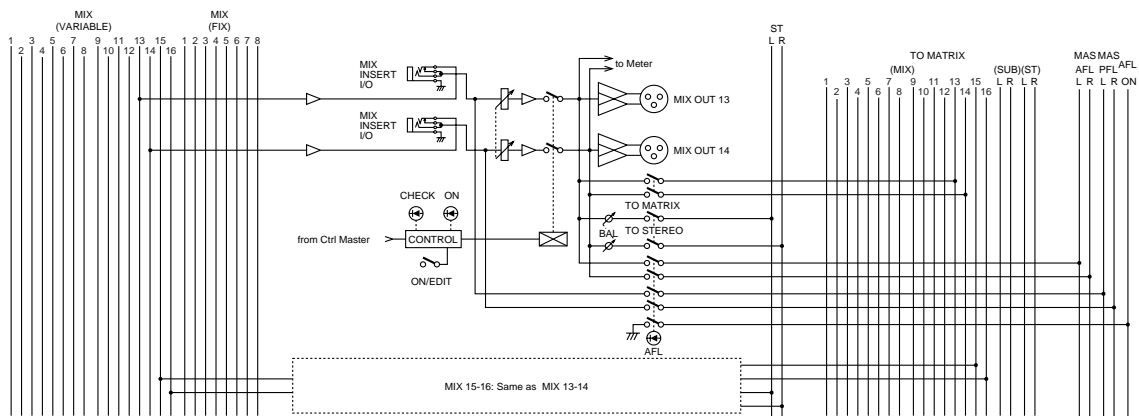 MIX
(VARIABLE)
1 2 3 4 5 6 7 8 9 10 11 12 13 14 15 16
MIX
(FIX)
1 2 3 4 5 6 7 8
MIX
INSERT
I/O
MIX
INSERT
I/O
to Meter
MIX OUT 13
MIX OUT 14
ST
L R
TO MATRIX
(MIX)
1 2 3 4 5 6 7 8 9 10 11 12 13 14 15 16
(SUB)(ST)
L R L R
MAS MAS
AFL PFL AFL
L R L R ON
CHECK ON
from Ctrl Master
CONTROL
ON/EDIT
TO MATRIX
BAL
TO STEREO
AFL
MIX 15-16: Same as MIX 13-14